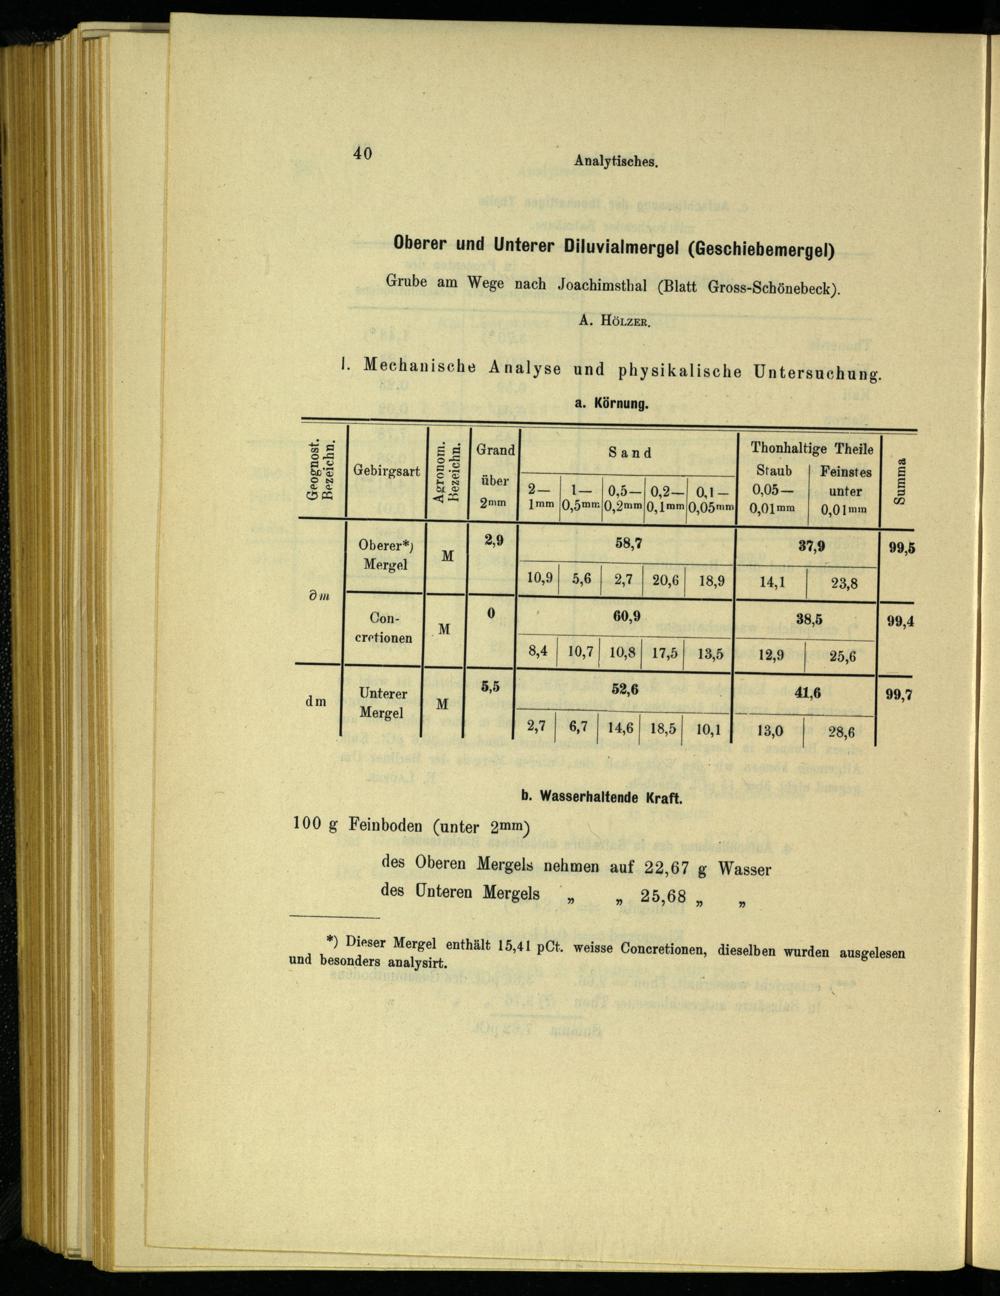 40
Analytisches.
Oberer und Unterer Diluvialmergel (Geschiebemergel)
Grube am Wege nach Joachimsthal (Blatt Gross-Schönebeck).
A. HÖLZER.
I. Mechanische Analyse und physikalische Untersuchung.
a. Körnung.
Geognost. Bezeichn. Gebirgsart Agronom. Bezeichn. Grand über 2mm Sand Thonhaltige Theile Summa
2— 1mm 1— 0,5mm 0,5— 0,2mm 0,2— 0,1mm 0,1— 0,05mm Staub 0,05— 0,01mm Feinstes unter 0,01mm
∂m Oberer*) Mergel M 2,9 58,7 37,9 99,5
10,9 5,6 2,7 20,6 18,9 14,1 23,8
Con-
cretionen M 0 60,9 38,5 99,4
8,4 10,7 10,8 17,5 13,5 12,9 25,6
dm Unterer Mergel M 5,5 52,6 41,6 99,7
2,7 6,7 14,6 18,5 10,1 13,0 28,6
b. Wasserhaltende Kraft.
100 g Feinboden (unter 2mm)
des Oberen Mergels nehmen auf 22,67 g Wasser
des Unteren Mergels „ „ 25,68 „ „
*) Dieser Mergel enthält 15,41 pCt. weisse Concretionen, dieselben wurden ausgelesen
und besonders analysirt.